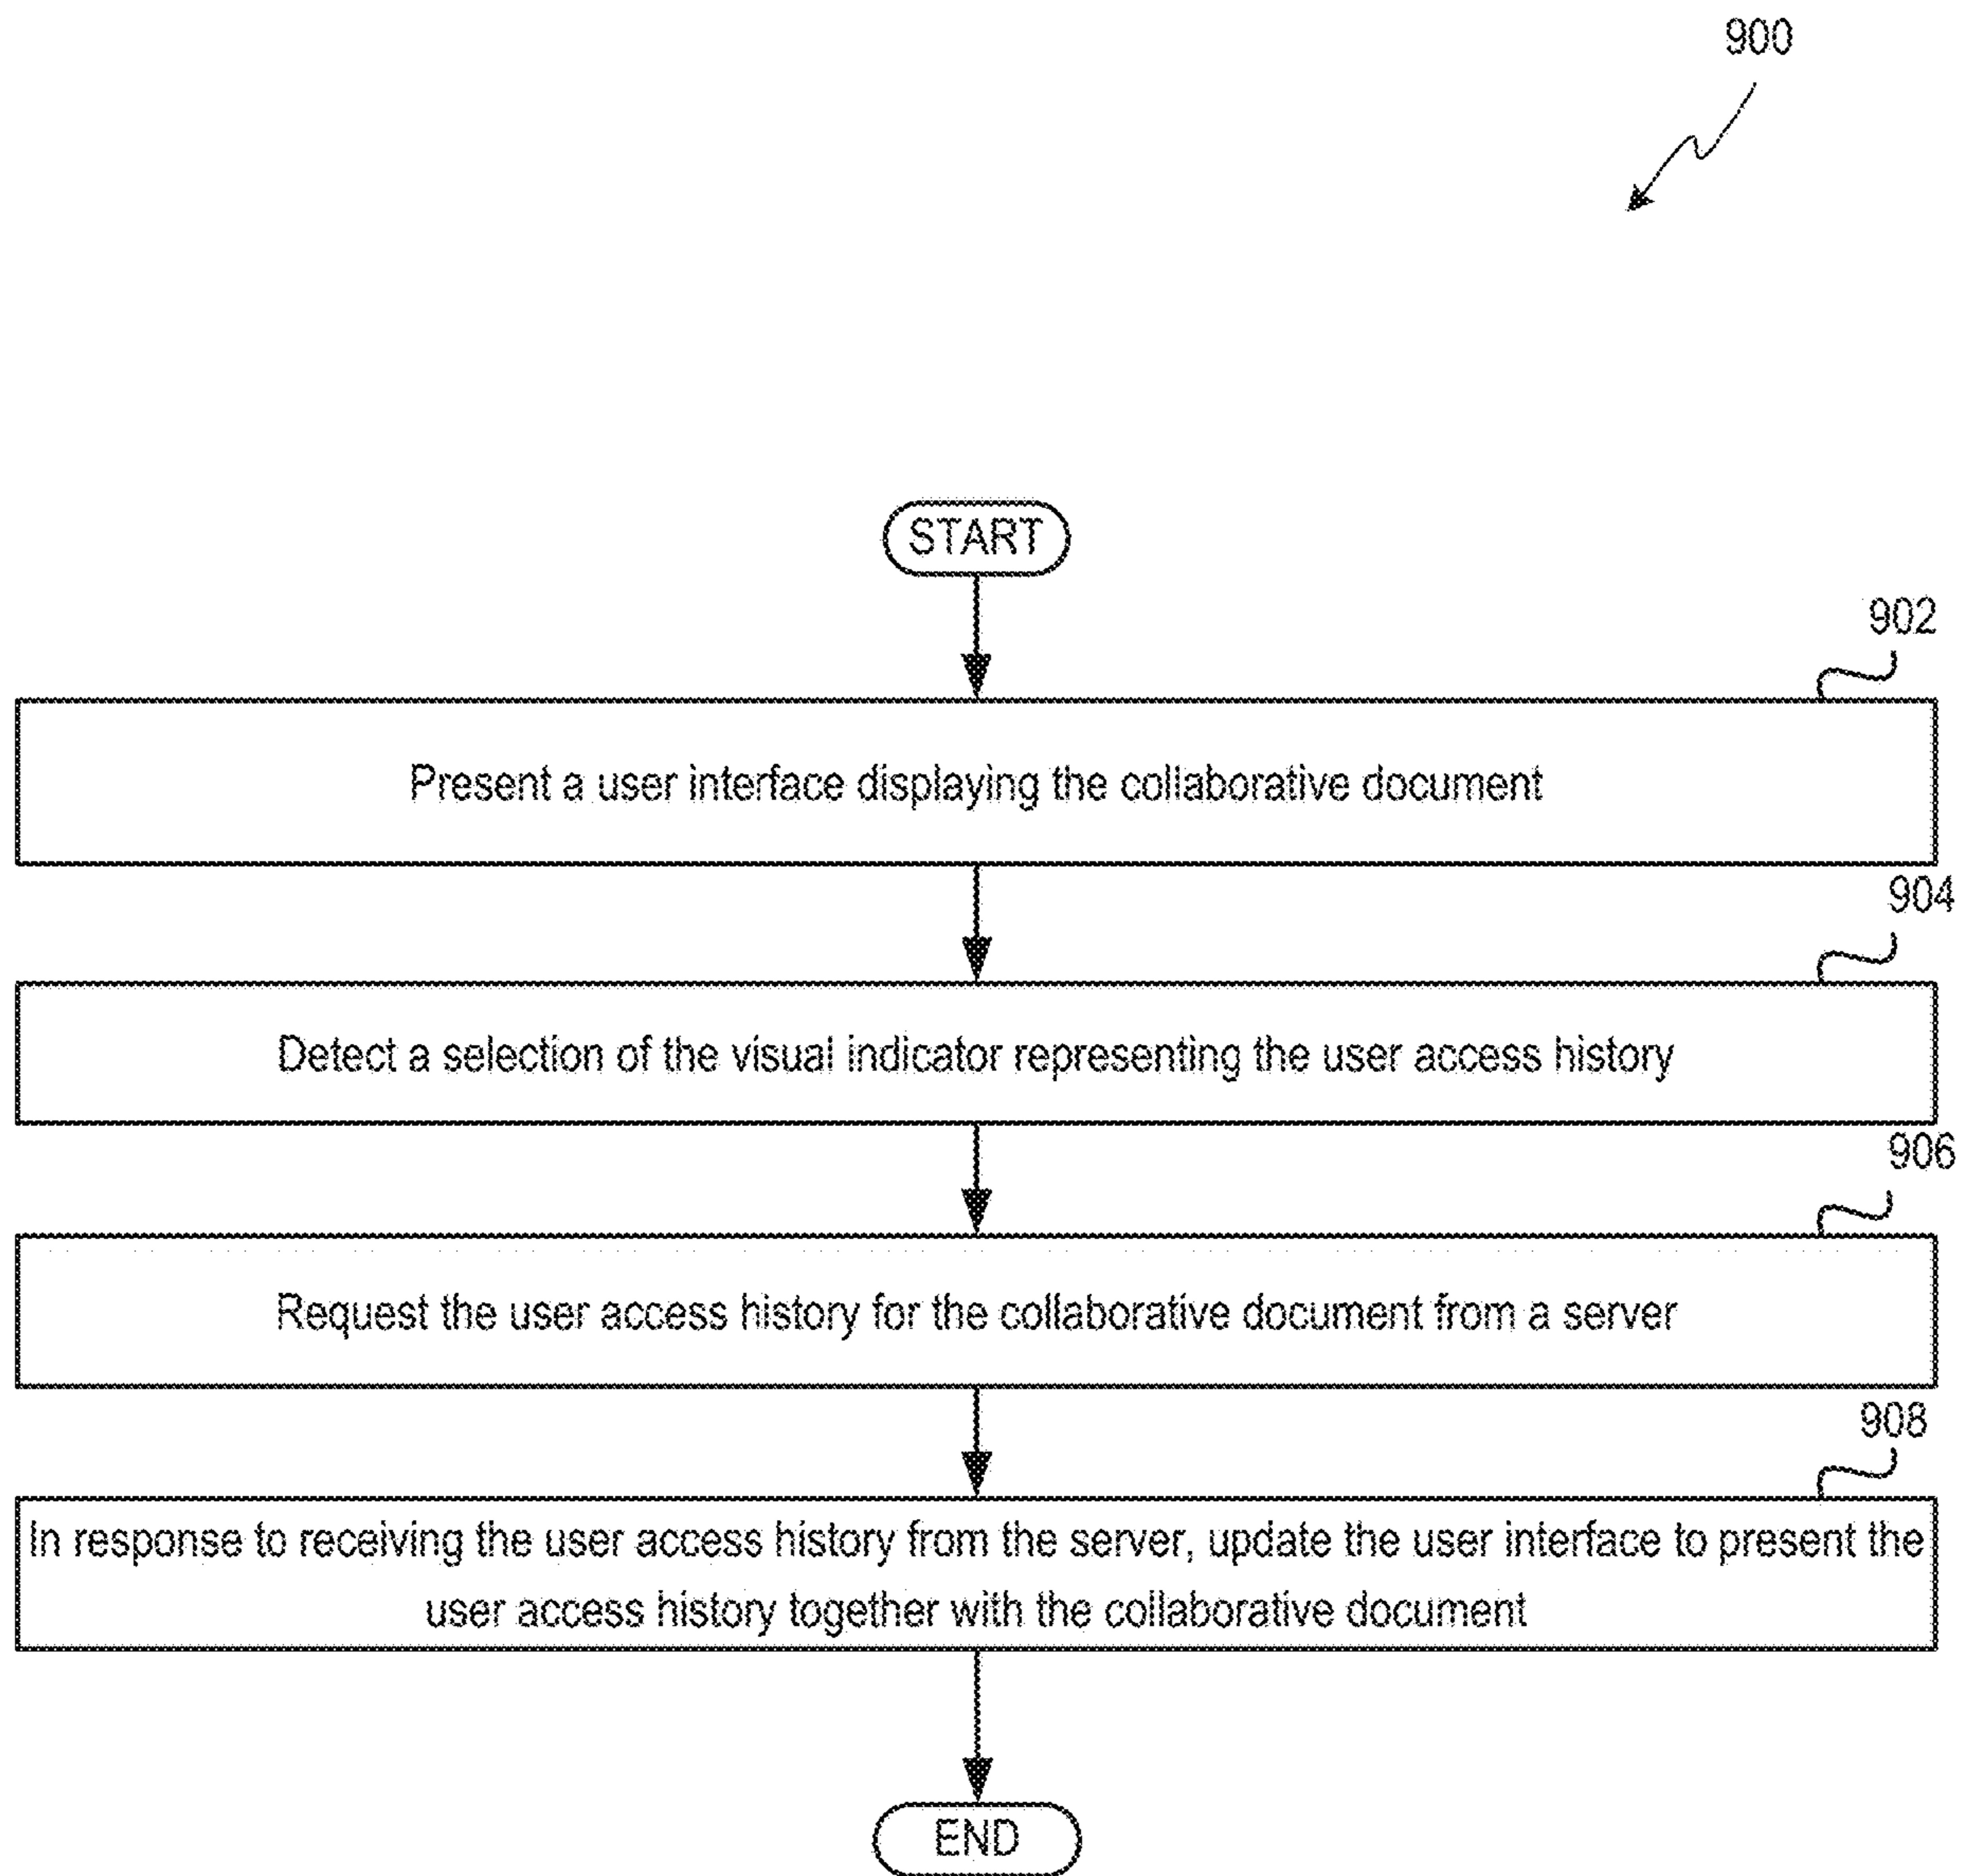 900
START
902
Present a user interface displaying the collaborative document
904
Detect a selection of the visual indicator representing the user access history
906
Request the user access history for the collaborative document from a server
908
In response to receiving the user access history from the server, update the user interface to present the
user access history together with the collaborative document
END